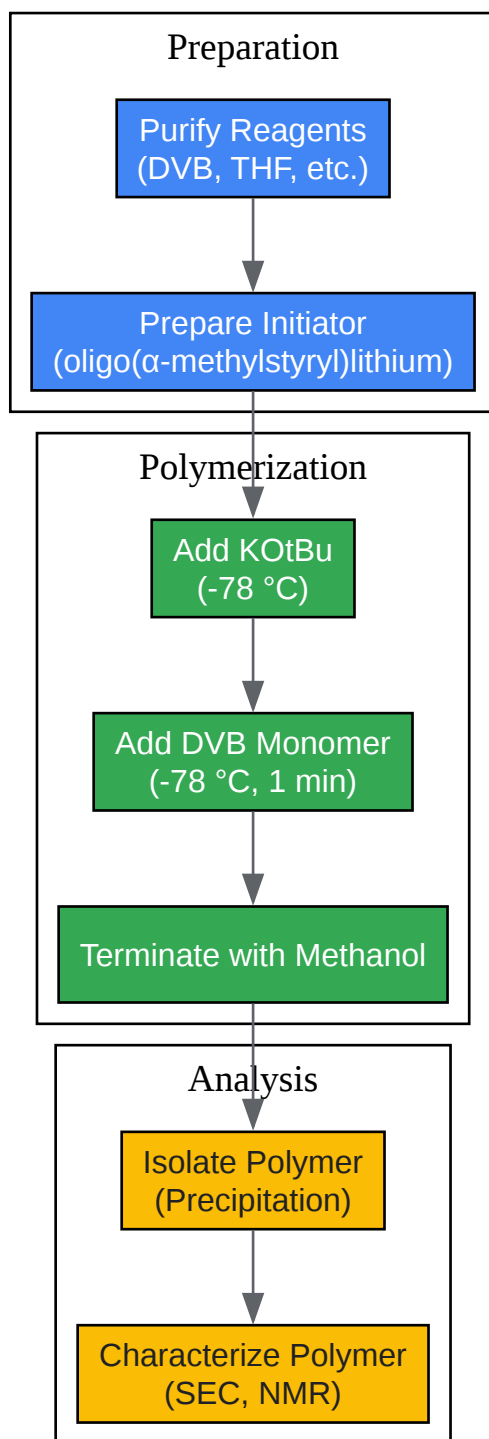 Preparation
Purify Reagents
(DVB, THF, etc.)
Prepare Initiator
(oligo(α-methylstyryl)lithium)
Polymerization
Add KOtBu
(-78 °C)
Add DVB Monomer
(-78 °C, 1 min)
Terminate with Methanol
Analysis
Isolate Polymer
(Precipitation)
Characterize Polymer
(SEC, NMR)